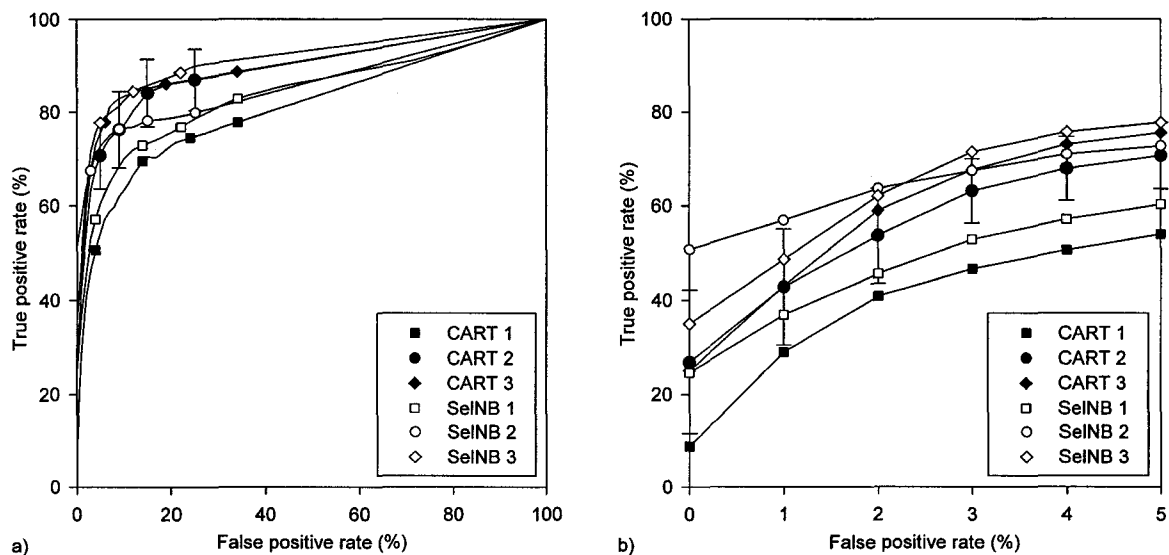 100
80
60
40
20
0
True positive rate (%)
0 20 40 60 80 100
False positive rate (%)
CART 1
CART 2
CART 3
SelNB 1
SelNB 2
SelNB 3
a)
100
80
60
40
20
0
True positive rate (%)
0 1 2 3 4 5
False positive rate (%)
CART 1
CART 2
CART 3
SelNB 1
SelNB 2
SelNB 3
b)